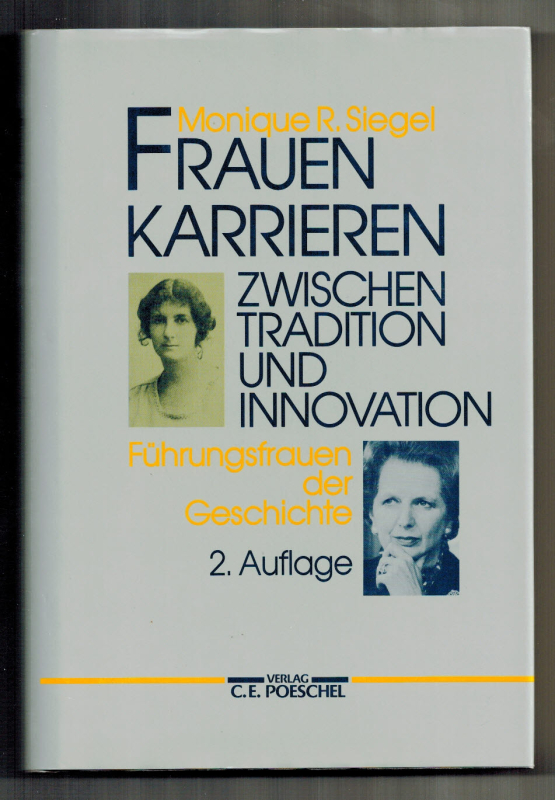 Monique R. Siegel
FRAUEN
KARRIEREN
ZWISCHEN
TRADITION
UND
INNOVATION
Führungsfrauen
der
Geschichte
2. Auflage
VERLAG
C.E. POESCHEL